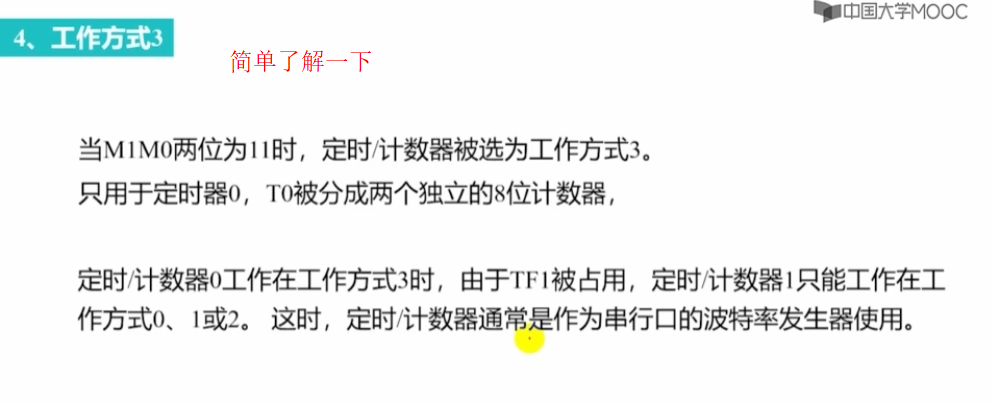 中国大学MOOC
4、工作方式3
简单了解一下
当M1M0两位为11时，定时/计数器被选为工作方式3。
只用于定时器0，T0被分成两个独立的8位计数器，
定时/计数器0工作在工作方式3时，由于TF1被占用，定时/计数器1只能工作在工
作方式0、1或2。 这时，定时/计数器通常是作为串行口的波特率发生器使用。